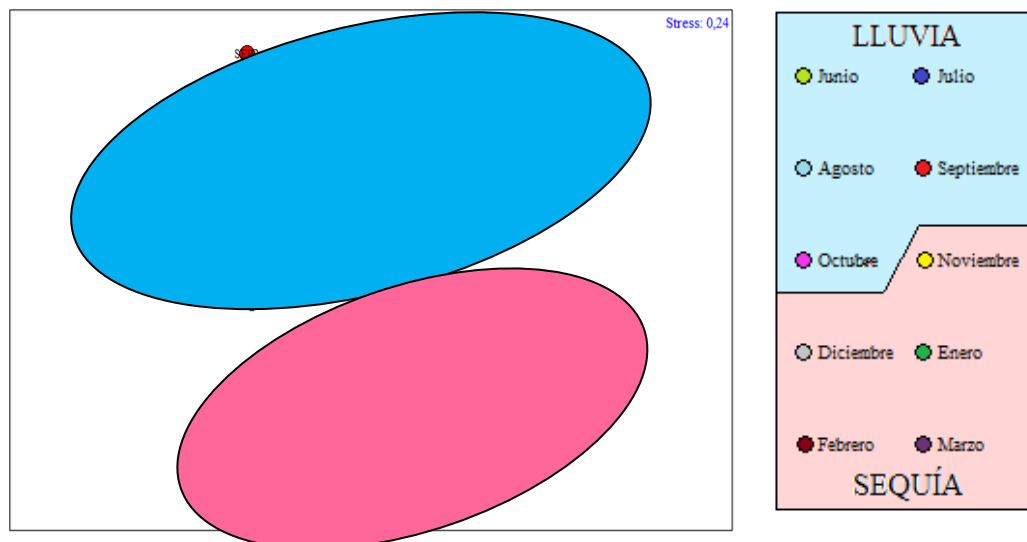 Stress: 0,24
LLUVIA
Junio Julio
Agosto Septiembre
Octubre Noviembre
Diciembre Enero
Febrero Marzo
SEQUÍA